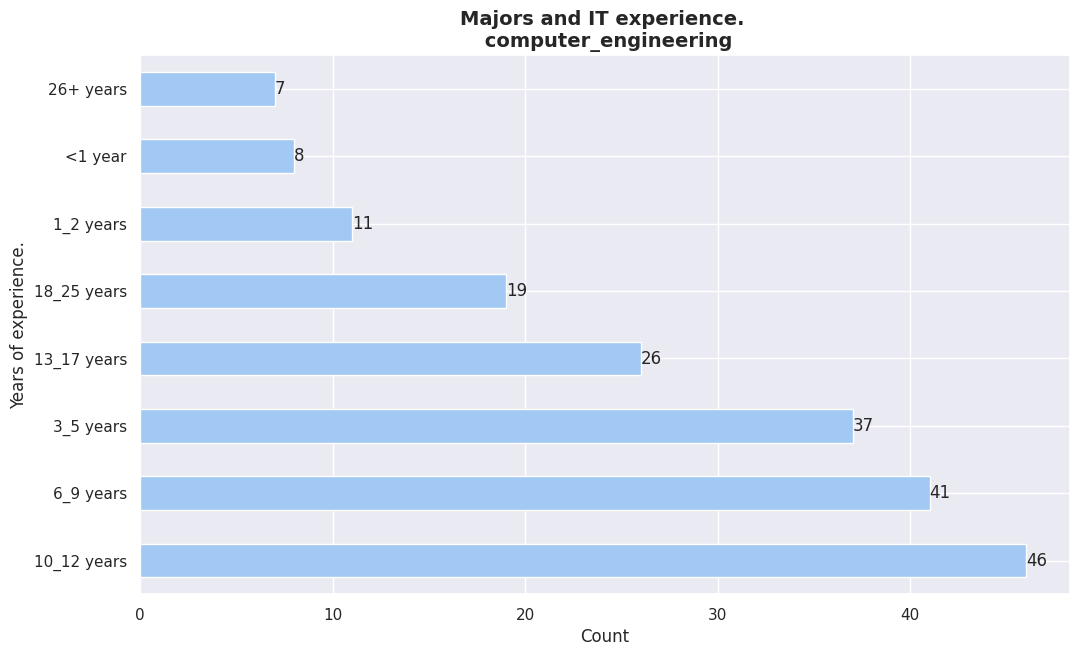 Majors and IT experience.
computer_engineering
Years of experience.
26+ years
7
<1 year
8
1_2 years
11
18_25 years
19
13_17 years
26
3_5 years
37
6_9 years
41
10_12 years
46
0
10
20
30
40
Count